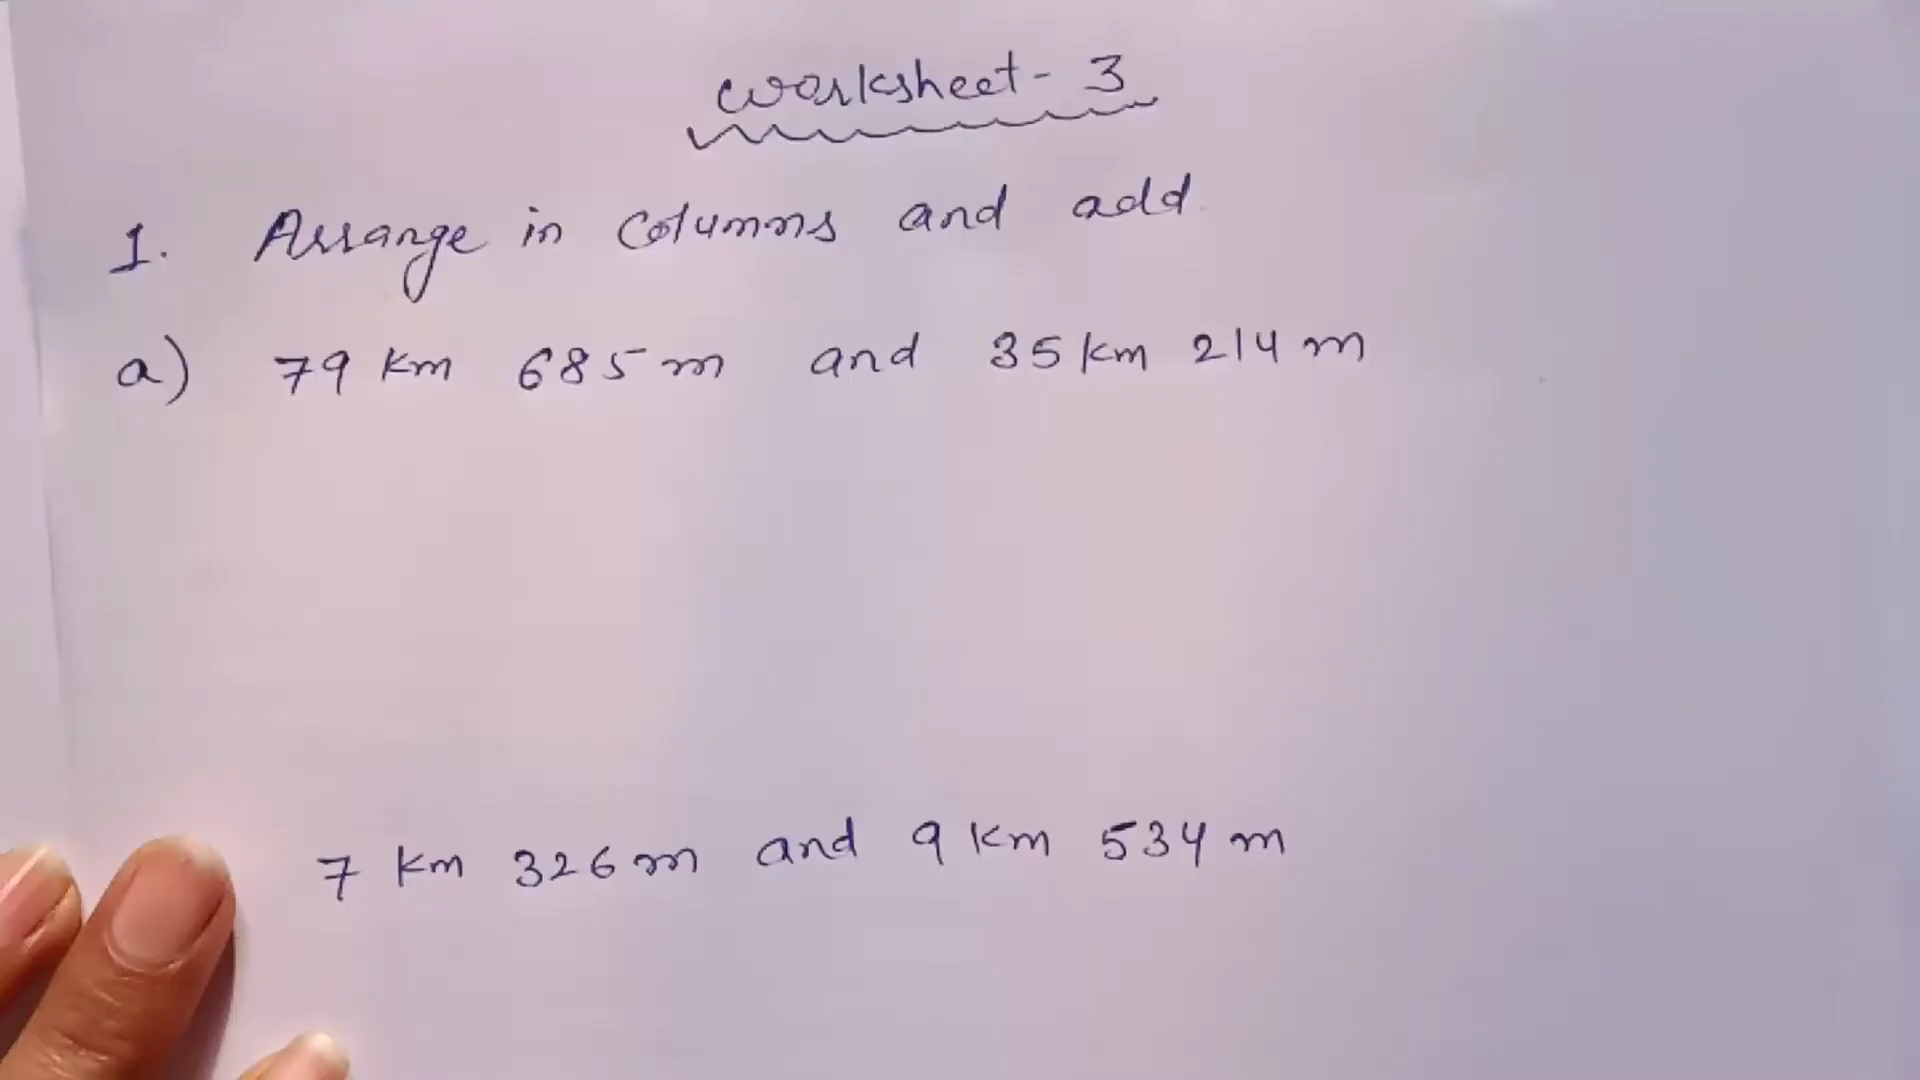 Worksheet - 3
1. Arrange in Columns and add.
a) 79 km 685 m and 35 km 214 m
7 km 326 m and 9 km 534 m